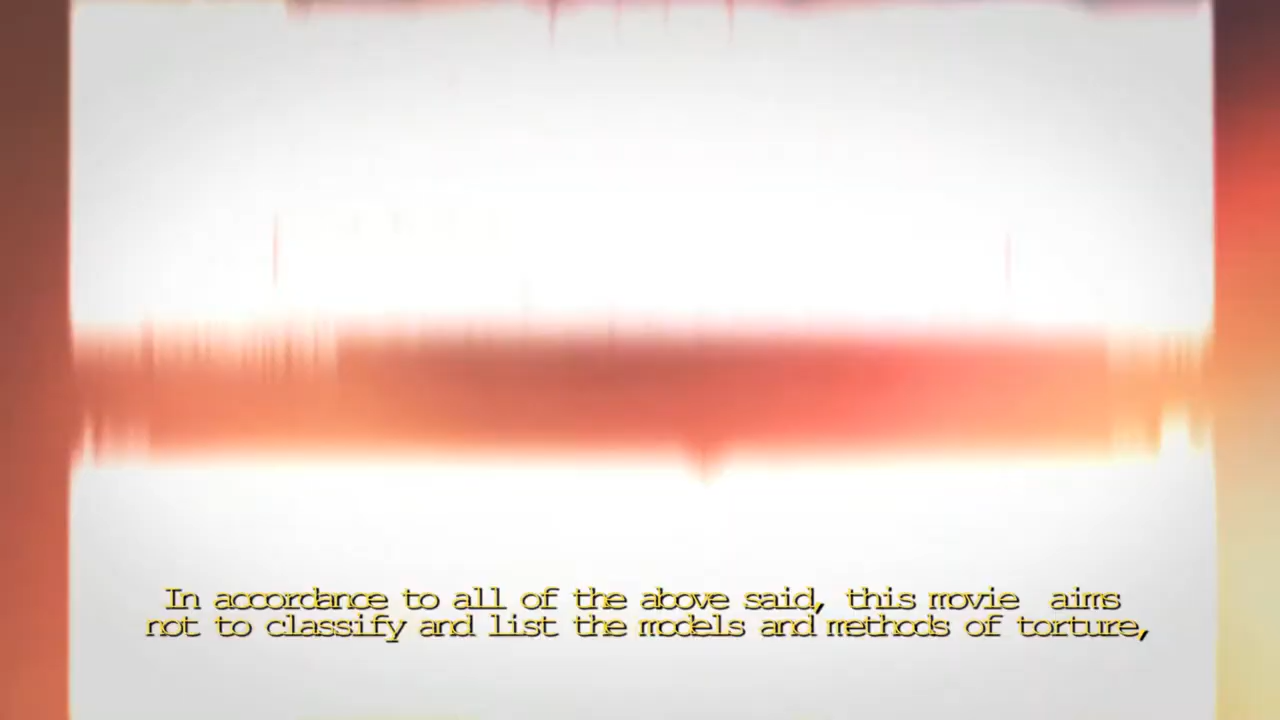 In accordance to all of the above said, this movie  aims
not to classify and list the models and methods of torture,